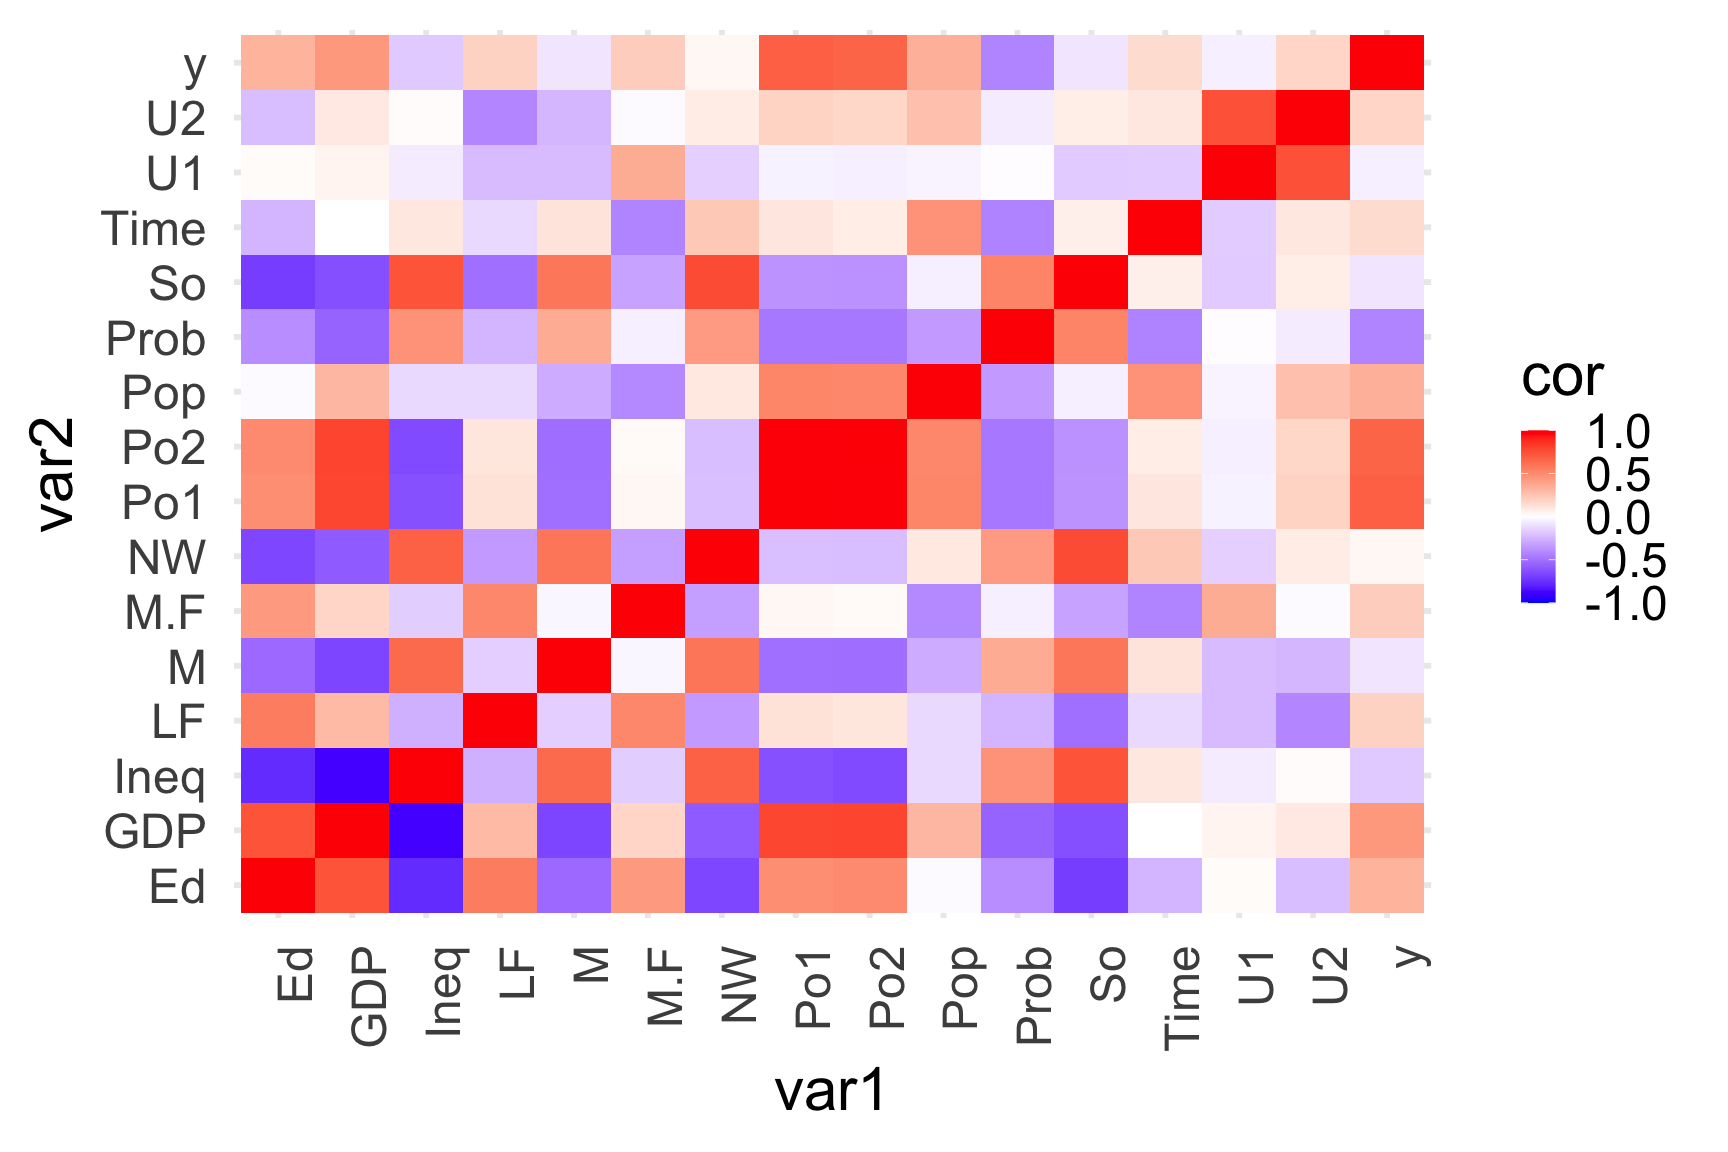 y
U2
U1
Time
So
Prob
Pop
Po2
Po1
NW
M.F
M
LF
Ineq
GDP
Ed
var2
Ed GDP Ineq LF M M.F NW Po1 Po2 Pop Prob So Time U1 U2 y
var1
cor
1.0
0.5
0.0
-0.5
-1.0